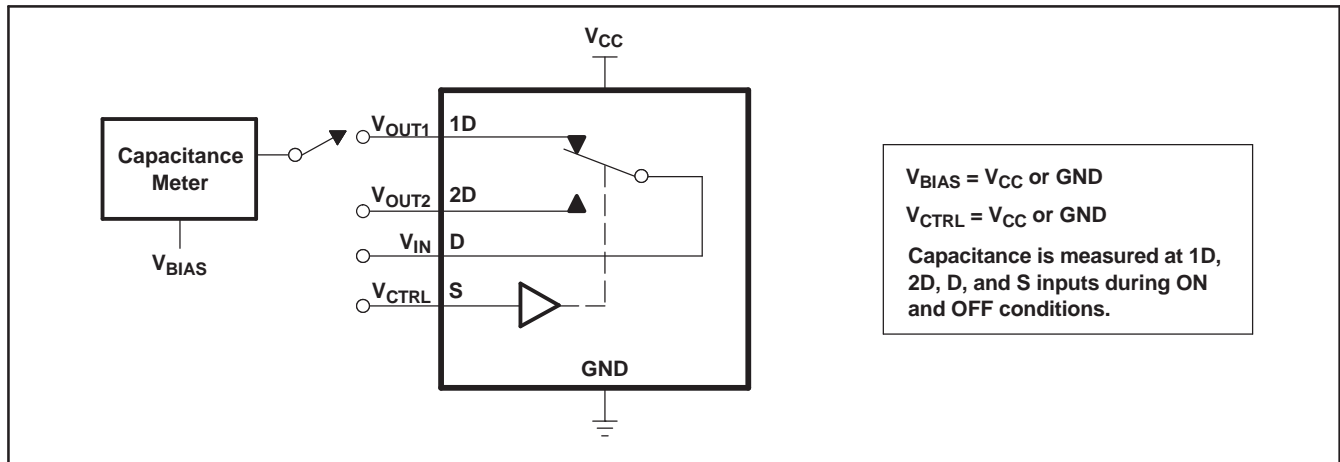 VCC
Capacitance
Meter
VBIAS
VOUT1 1D
VOUT2 2D
VIN D
VCTRL S
GND
VBIAS = VCC or GND
VCTRL = VCC or GND
Capacitance is measured at 1D,
2D, D, and S inputs during ON
and OFF conditions.